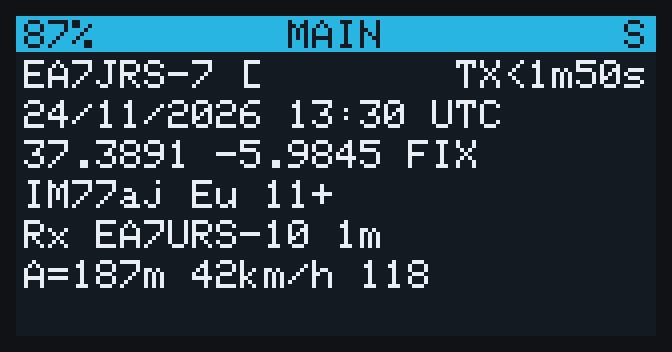 87% MAIN S
EA7JRS-7 [ TX<1m50s
24/11/2026 13:30 UTC
37.3891 -5.9845 FIX
IM77aj Eu 11+
Rx EA7URS-10 1m
A=187m 42km/h 118